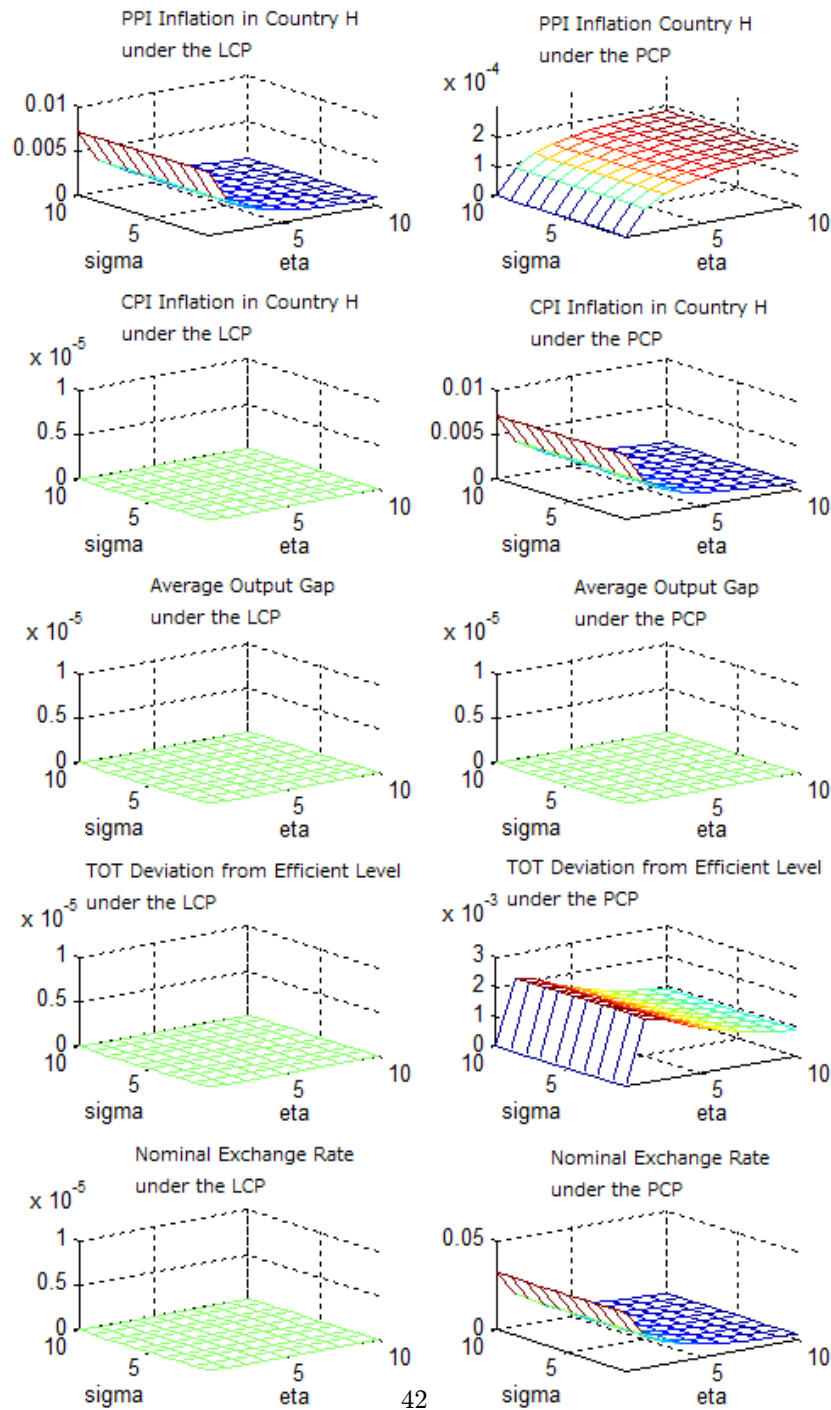 PPI Inflation in Country H
under the LCP
0.01
0.005
0
10
5
sigma
5
eta
10
PPI Inflation Country H
under the PCP
x 10^-4
2
1
0
10
5
sigma
5
eta
10
CPI Inflation in Country H
under the LCP
x 10^-5
1
0.5
0
10
5
sigma
5
eta
10
CPI Inflation in Country H
under the PCP
0.01
0.005
0
10
5
sigma
5
eta
10
Average Output Gap
under the LCP
x 10^-5
1
0.5
0
10
5
sigma
5
eta
10
Average Output Gap
under the PCP
x 10^-5
1
0.5
0
10
5
sigma
5
eta
10
TOT Deviation from Efficient Level
under the LCP
x 10^-5
1
0.5
0
10
5
sigma
5
eta
10
TOT Deviation from Efficient Level
under the PCP
x 10^-3
3
2
1
0
10
5
sigma
5
eta
10
Nominal Exchange Rate
under the LCP
x 10^-5
1
0.5
0
10
5
sigma
5
eta
10
Nominal Exchange Rate
under the PCP
0.05
0
10
5
sigma
5
eta
10
42